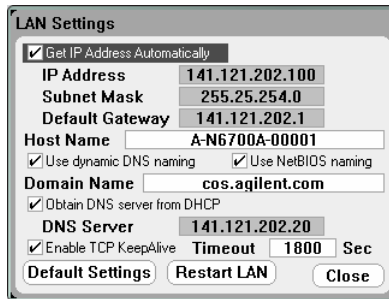 LAN Settings
Get IP Address Automatically
IP Address 141.121.202.100
Subnet Mask 255.25.254.0
Default Gateway 141.121.202.1
Host Name A-N6700A-00001
Use dynamic DNS naming Use NetBIOS naming
Domain Name cos.agilent.com
Obtain DNS server from DHCP
DNS Server 141.121.202.20
Enable TCP KeepAlive Timeout 1800 Sec
Default Settings Restart LAN Close